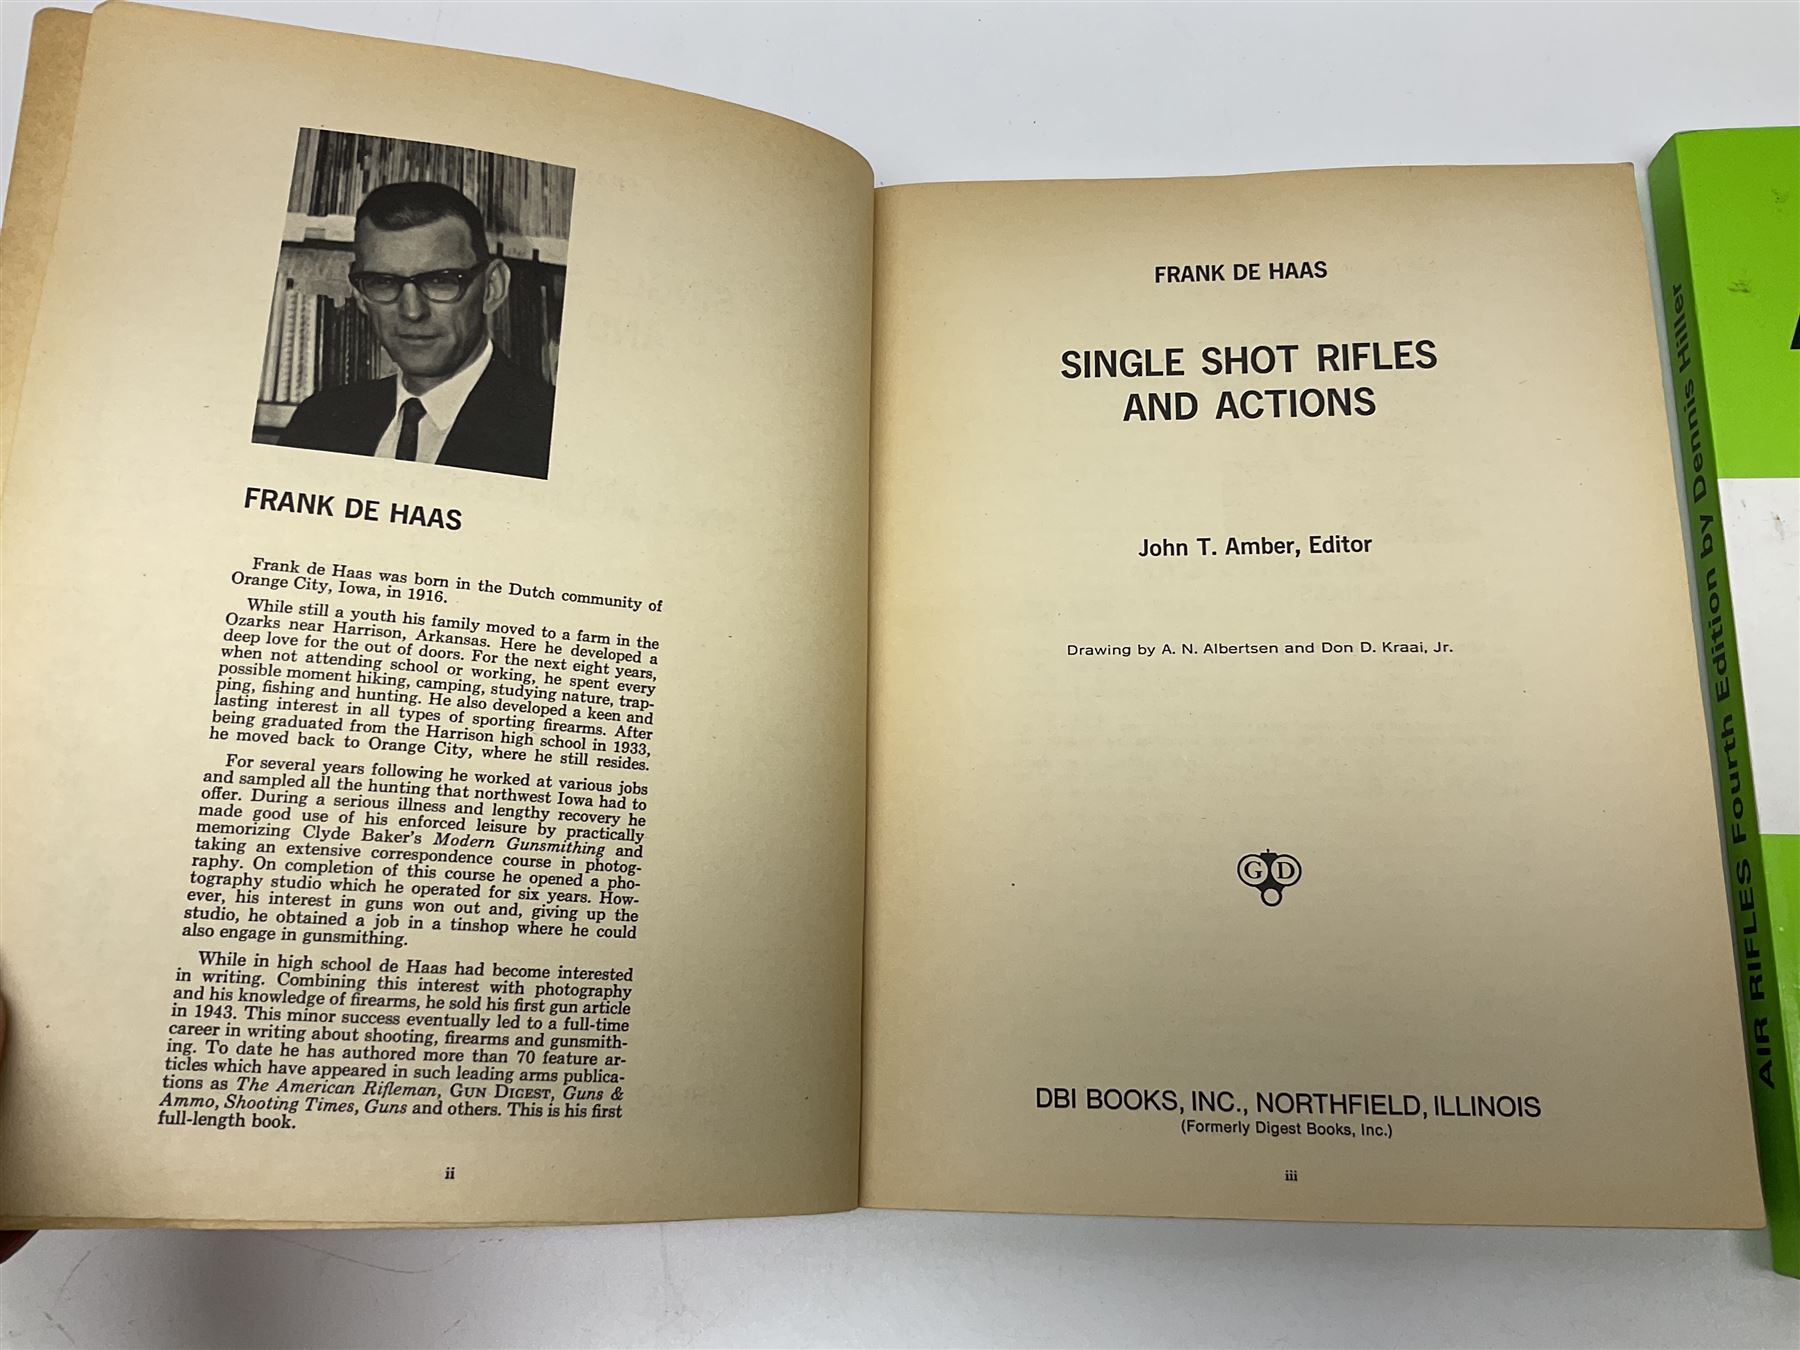 FRANK DE HAAS
Frank de Haas was born in the Dutch community of
Orange City, Iowa, in 1916.
While still a youth his family moved to a farm in the
Ozarks near Harrison, Arkansas. Here he developed a
deep love for the out of doors. For the next eight years,
when not attending school or working, he spent every
possible moment hiking, camping, studying nature, trap-
ping, fishing and hunting. He also developed a keen and
lasting interest in all types of sporting firearms. After
being graduated from the Harrison high school in 1933,
he moved back to Orange City, where he still resides.
For several years following he worked at various jobs
and sampled all the hunting that northwest Iowa had to
offer. During a serious illness and lengthy recovery he
made good use of his enforced leisure by practically
memorizing Clyde Baker's Modern Gunsmithing and
taking an extensive correspondence course in photog-
raphy. On completion of this course he opened a pho-
tography studio which he operated for six years. How-
ever, his interest in guns won out and, giving up the
studio, he obtained a job in a tinshop where he could
also engage in gunsmithing.
While in high school de Haas had become interested
in writing. Combining this interest with photography
and his knowledge of firearms, he sold his first gun article
in 1943. This minor success eventually led to a full-time
career in writing about shooting, firearms and gunsmith-
ing. To date he has authored more than 70 feature ar-
ticles which have appeared in such leading arms publica-
tions as The American Rifleman, GUN DIGEST, Guns &
Ammo, Shooting Times, Guns and others. This is his first
full-length book.
ii
FRANK DE HAAS
SINGLE SHOT RIFLES
AND ACTIONS
John T. Amber, Editor
Drawing by A. N. Albertsen and Don D. Kraai, Jr.
G D
DBI BOOKS, INC., NORTHFIELD, ILLINOIS
(Formerly Digest Books, Inc.)
iii
AIR RIFLES Fourth Edition by Dennis Hiller